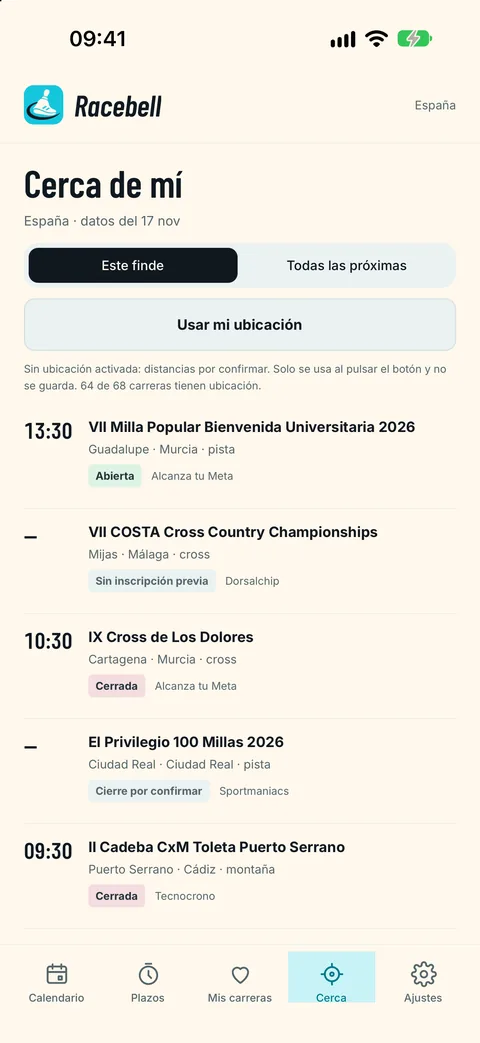 09:41
Racebell
España
Cerca de mí
España · datos del 17 nov
Este finde
Todas las próximas
Usar mi ubicación
Sin ubicación activada: distancias por confirmar. Solo se usa al pulsar el botón y no
se guarda. 64 de 68 carreras tienen ubicación.
13:30
VII Milla Popular Bienvenida Universitaria 2026
Guadalupe · Murcia · pista
Abierta
Alcanza tu Meta
–
VII COSTA Cross Country Championships
Mijas · Málaga · cross
Sin inscripción previa
Dorsalchip
10:30
IX Cross de Los Dolores
Cartagena · Murcia · cross
Cerrada
Alcanza tu Meta
–
El Privilegio 100 Millas 2026
Ciudad Real · Ciudad Real · pista
Cierre por confirmar
Sportmaniacs
09:30
II Cadeba CxM Toleta Puerto Serrano
Puerto Serrano · Cádiz · montaña
Cerrada
Tecnocrono
Calendario
Plazos
Mis carreras
Cerca
Ajustes